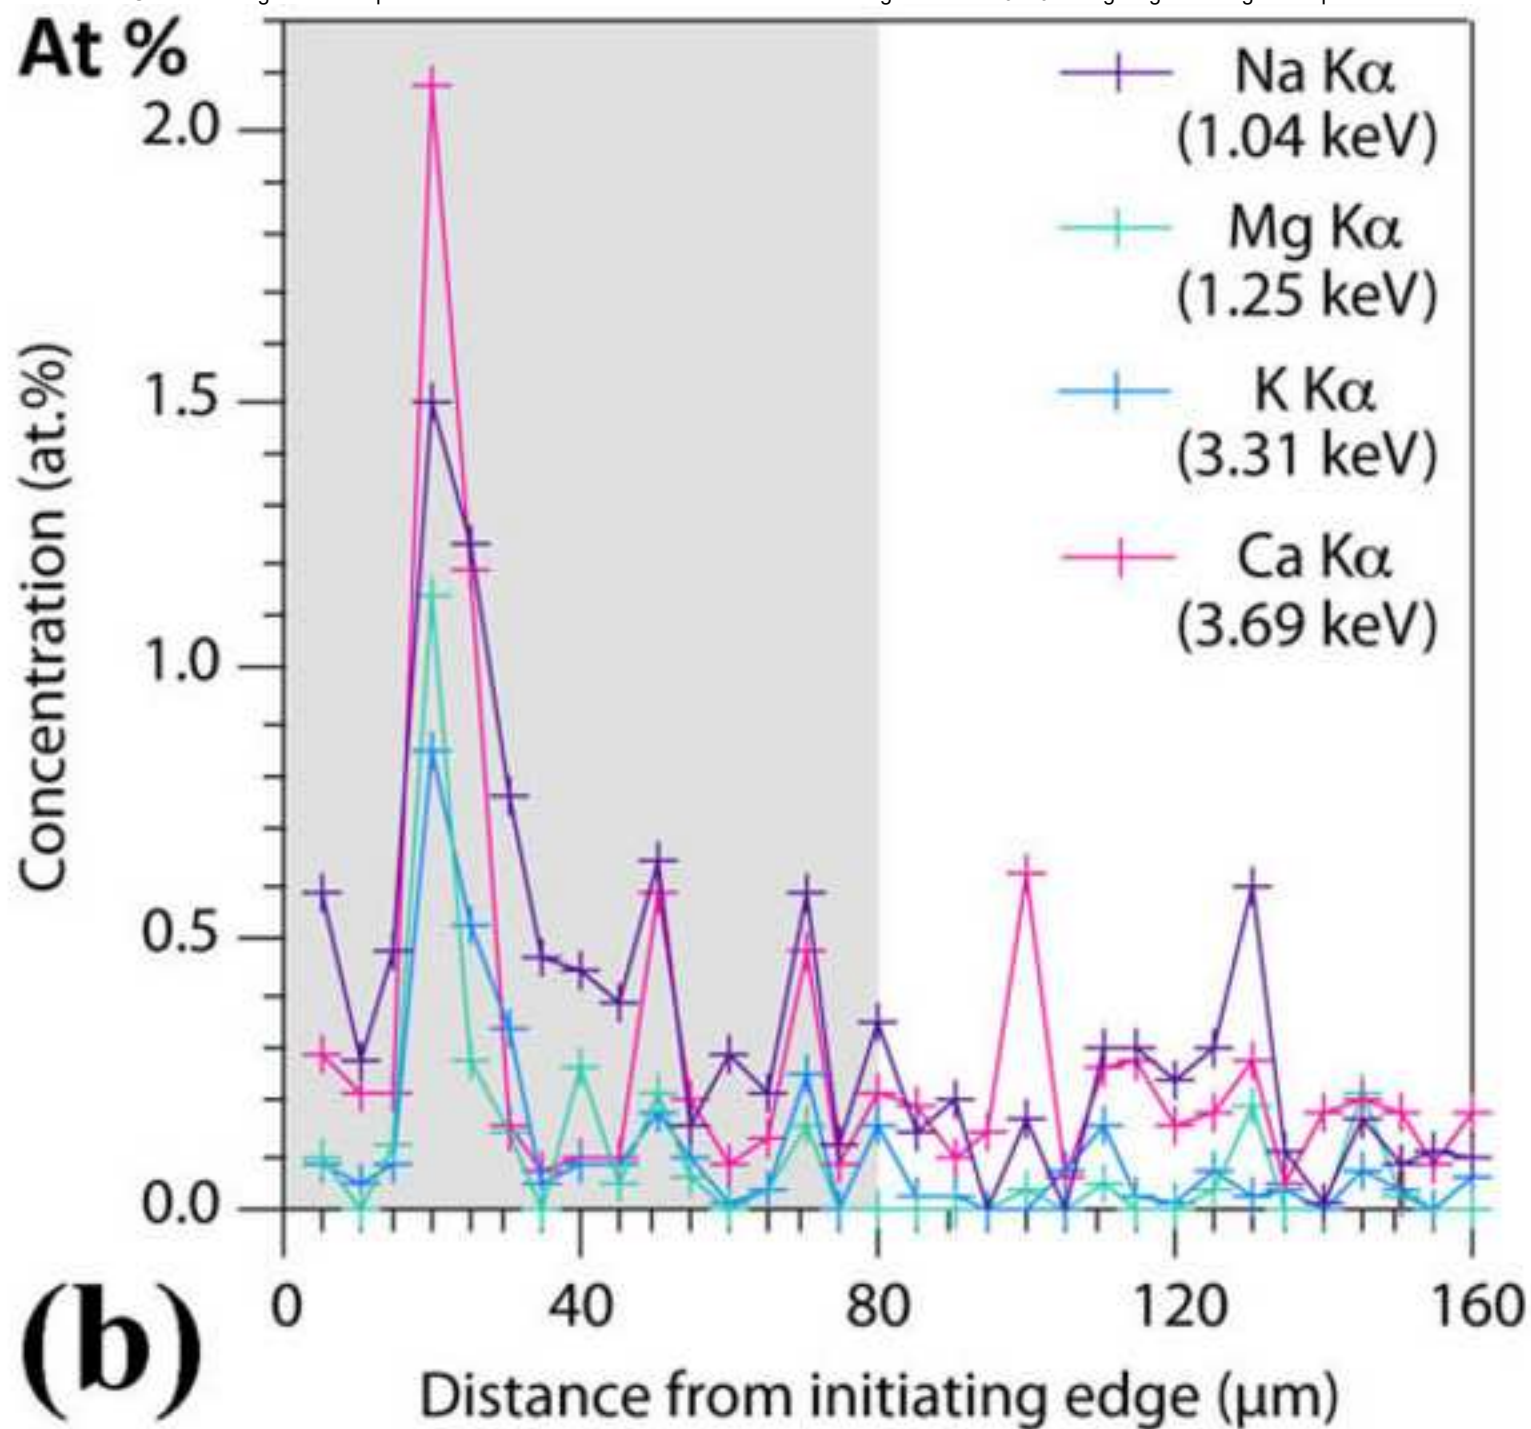 At %
2.0
1.5
1.0
0.5
0.0
Concentration (at.%)
Na Kα
(1.04 keV)
Mg Kα
(1.25 keV)
K Kα
(3.31 keV)
Ca Kα
(3.69 keV)
0 40 80 120 160
Distance from initiating edge (μm)
(b)